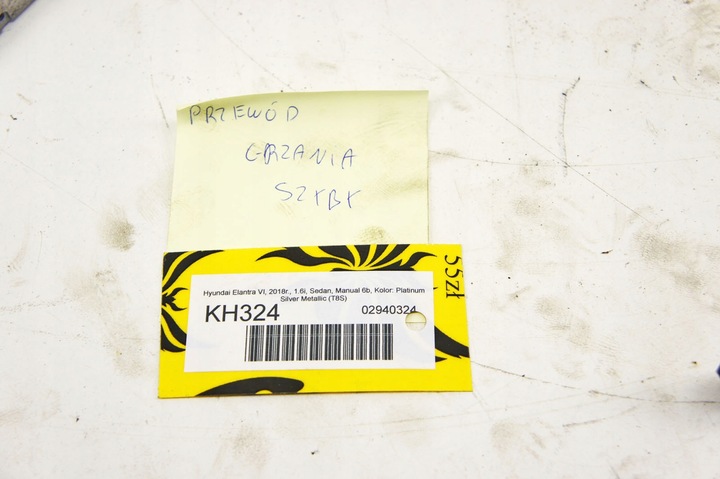 PRZEWÓD
GRZANIA
SZYBY
55zł
Hyundai Elantra VI, 2018r., 1.6i, Sedan, Manual 6b, Kolor: Platinum
Silver Metallic (T8S)
KH324
02940324